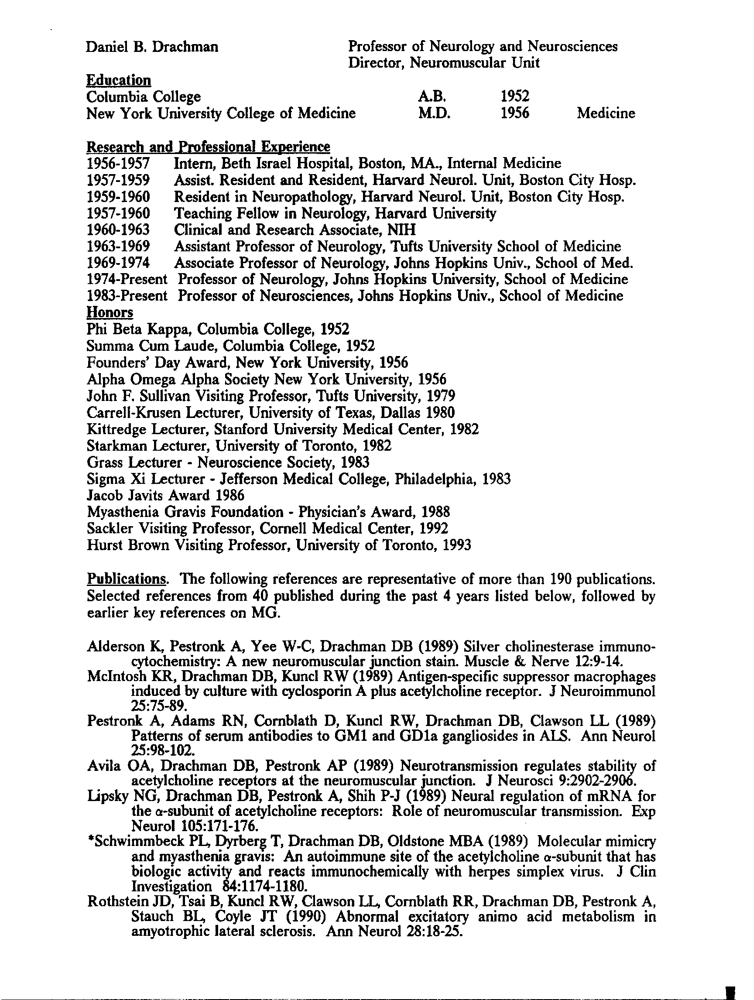 Daniel B. Drachman Professor of Neurology and Neurosciences
Director, Neuromuscular Unit
Education
Columbia College A.B. 1952
New York University College of Medicine M.D. 1956 Medicine
Research and Professional Experience
1956-1957 Intern, Beth Israel Hospital, Boston, MA., Internal Medicine
1957-1959 Assist. Resident and Resident, Harvard Neurol. Unit, Boston City Hosp.
1959-1960 Resident in Neuropathology, Harvard Neurol. Unit, Boston City Hosp.
1957-1960 Teaching Fellow in Neurology, Harvard University
1960-1963 Clinical and Research Associate, NIH
1963-1969 Assistant Professor of Neurology, Tufts University School of Medicine
1969-1974 Associate Professor of Neurology, Johns Hopkins Univ., School of Med.
1974-Present Professor of Neurology, Johns Hopkins University, School of Medicine
1983-Present Professor of Neurosciences, Johns Hopkins Univ., School of Medicine
Honors
Phi Beta Kappa, Columbia College, 1952
Summa Cum Laude, Columbia College, 1952
Founders' Day Award, New York University, 1956
Alpha Omega Alpha Society New York University, 1956
John F. Sullivan Visiting Professor, Tufts University, 1979
Carrell-Krusen Lecturer, University of Texas, Dallas 1980
Kittredge Lecturer, Stanford University Medical Center, 1982
Starkman Lecturer, University of Toronto, 1982
Grass Lecturer - Neuroscience Society, 1983
Sigma Xi Lecturer - Jefferson Medical College, Philadelphia, 1983
Jacob Javits Award 1986
Myasthenia Gravis Foundation - Physician's Award, 1988
Sackler Visiting Professor, Cornell Medical Center, 1992
Hurst Brown Visiting Professor, University of Toronto, 1993
Publications. The following references are representative of more than 190 publications.
Selected references from 40 published during the past 4 years listed below, followed by
earlier key references on MG.
Alderson K, Pestronk A, Yee W-C, Drachman DB (1989) Silver cholinesterase immuno-
cytochemistry: A new neuromuscular junction stain. Muscle & Nerve 12:9-14.
McIntosh KR, Drachman DB, Kuncl RW (1989) Antigen-specific suppressor macrophages
induced by culture with cyclosporin A plus acetylcholine receptor. J Neuroimmunol
25:75-89.
Pestronk A, Adams RN, Cornblath D, Kuncl RW, Drachman DB, Clawson LL (1989)
Patterns of serum antibodies to GM1 and GD1a gangliosides in ALS. Ann Neurol
25:98-102.
Avila OA, Drachman DB, Pestronk AP (1989) Neurotransmission regulates stability of
acetylcholine receptors at the neuromuscular junction. J Neurosci 9:2902-2906.
Lipsky NG, Drachman DB, Pestronk A, Shih P-J (1989) Neural regulation of mRNA for
the α-subunit of acetylcholine receptors: Role of neuromuscular transmission. Exp
Neurol 105:171-176.
*Schwimmbeck PL, Dyrberg T, Drachman DB, Oldstone MBA (1989) Molecular mimicry
and myasthenia gravis: An autoimmune site of the acetylcholine α-subunit that has
biologic activity and reacts immunochemically with herpes simplex virus. J Clin
Investigation 84:1174-1180.
Rothstein JD, Tsai B, Kuncl RW, Clawson LL, Cornblath RR, Drachman DB, Pestronk A,
Stauch BL, Coyle JT (1990) Abnormal excitatory animo acid metabolism in
amyotrophic lateral sclerosis. Ann Neurol 28:18-25.